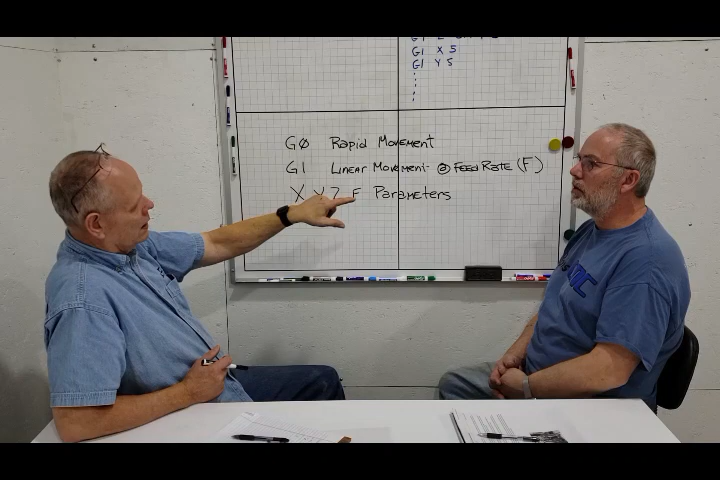 G1 X 5
G1 Y 5
GØ Rapid Movement
G1 Linear Movement @ Feed Rate (F)
X Y Z F Parameters